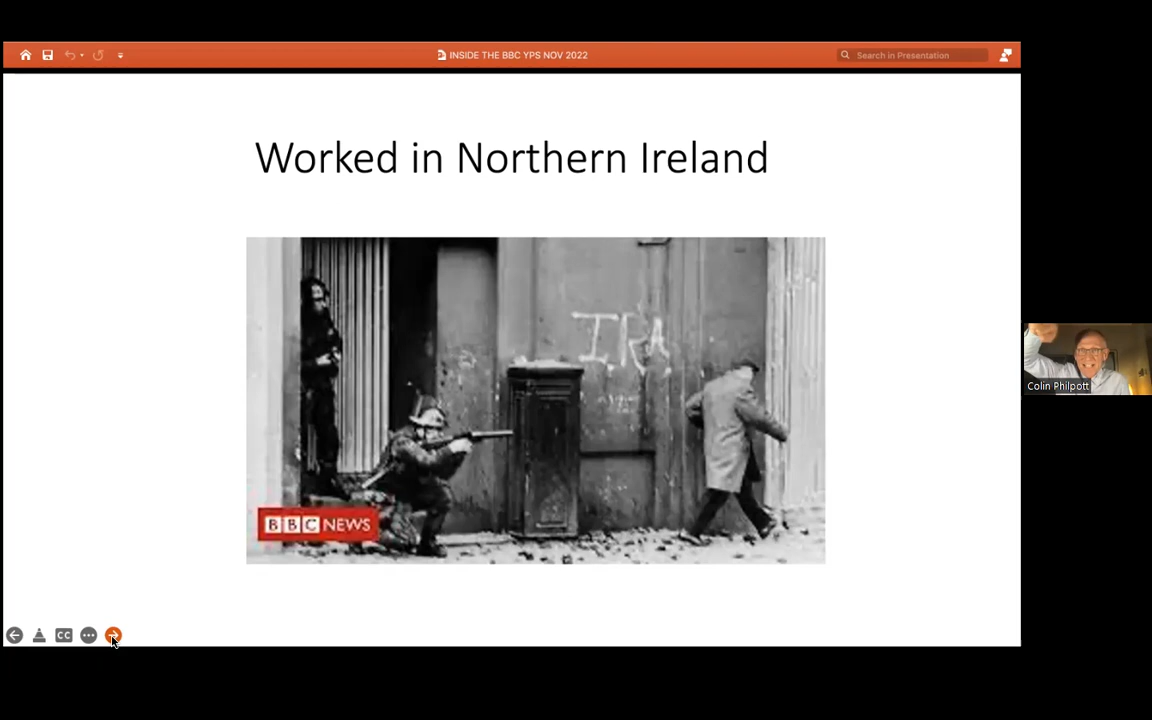 INSIDE THE BBC YPS NOV 2022
Search in Presentation
Worked in Northern Ireland
IRA
BBC NEWS
Colin Philpott
CC